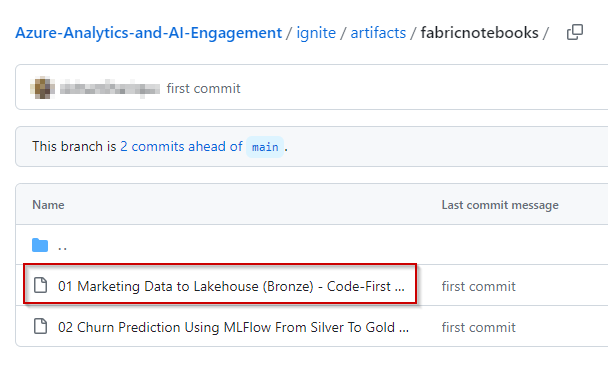 Azure-Analytics-and-AI-Engagement / ignite / artifacts / fabricnotebooks /
first commit
This branch is 2 commits ahead of main .
Name Last commit message
..
01 Marketing Data to Lakehouse (Bronze) - Code-First ... first commit
02 Churn Prediction Using MLFlow From Silver To Gold ... first commit